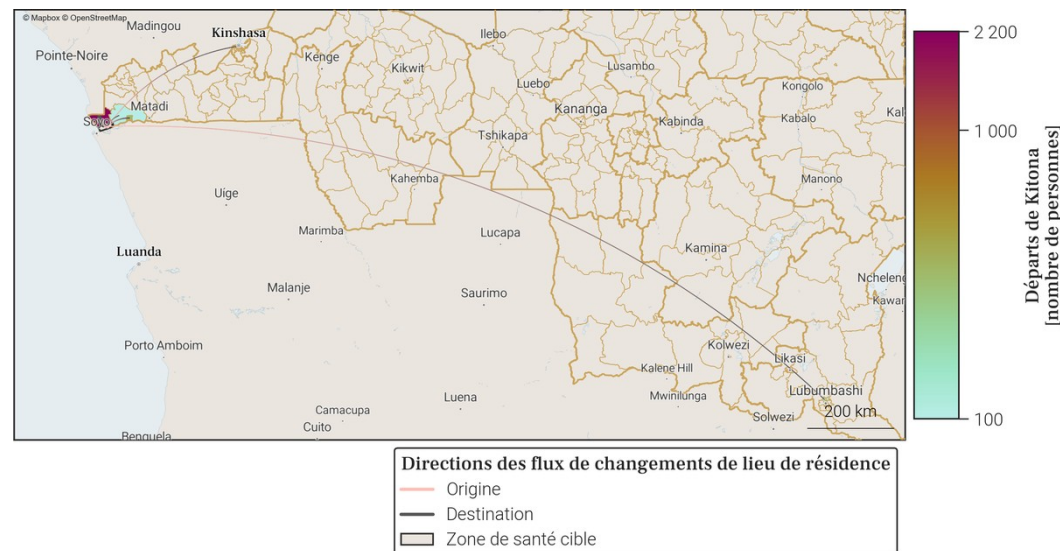 © Mapbox © OpenStreetMap
Madingou
Kinshasa
Ilebo
Pointe-Noire
Kenge
Kikwit
Lusambo
Luebo
Kongolo
Matadi
Kananga
Kabalo
Kal
Soyo
Tshikapa
Kabinda
Kahemba
Manono
Uíge
Marimba
Lucapa
Luanda
Kamina
Nchelenge
Malanje
Saurimo
Kawar
Porto Amboim
Kolwezi
Likasi
Kalene Hill
Lubumbashi
Luena
Mwinilunga
Camacupa
Solwezi
200 km
Cuito
Benguela
2 200
1 000
100
Départs de Kitona
[nombre de personnes]
Directions des flux de changements de lieu de résidence
Origine
Destination
Zone de santé cible